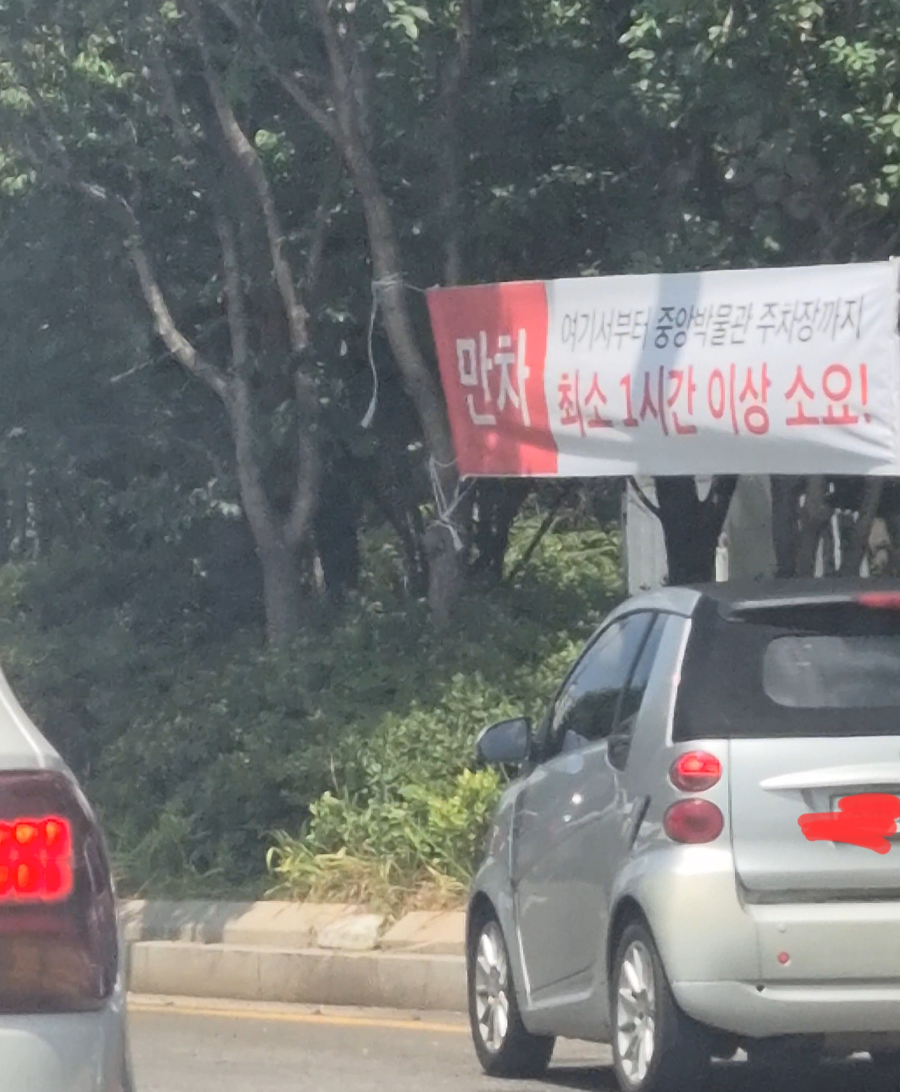 만차
여기서부터 중앙박물관 주차장까지
최소 1시간 이상 소요!